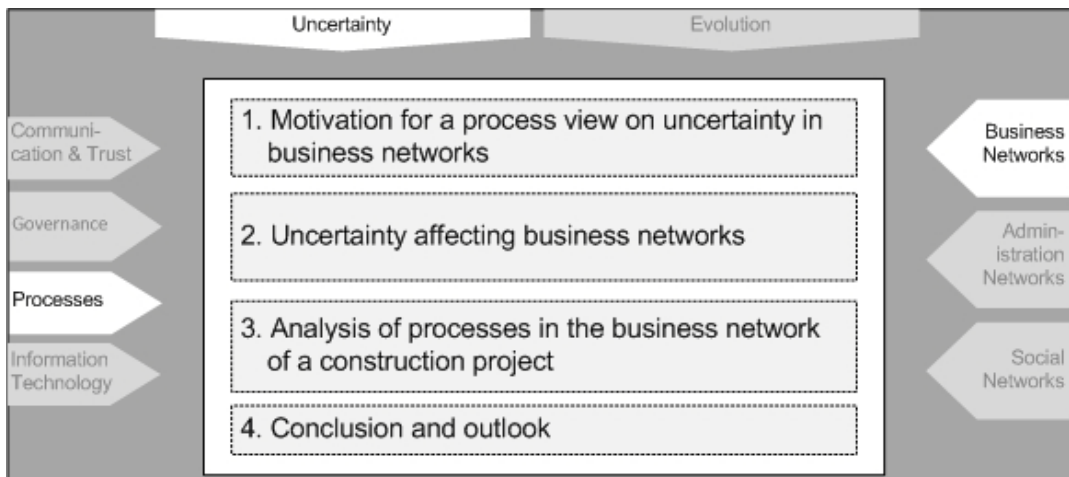 Uncertainty
Evolution
Communi-
cation & Trust
Governance
Processes
Information
Technology
1. Motivation for a process view on uncertainty in
business networks
2. Uncertainty affecting business networks
3. Analysis of processes in the business network
of a construction project
4. Conclusion and outlook
Business
Networks
Admin-
istration
Networks
Social
Networks